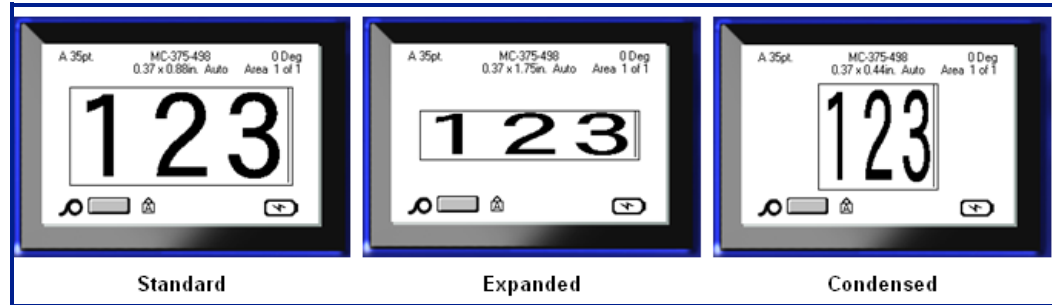 A 35pt. MC-375-498 0 Deg
0.37 x 0.88in. Auto Area 1 of 1
123
A
Standard
A 35pt. MC-375-498 0 Deg
0.37 x 1.75in. Auto Area 1 of 1
123
A
Expanded
A 35pt. MC-375-498 0 Deg
0.37 x 0.44in. Auto Area 1 of 1
123
A
Condensed